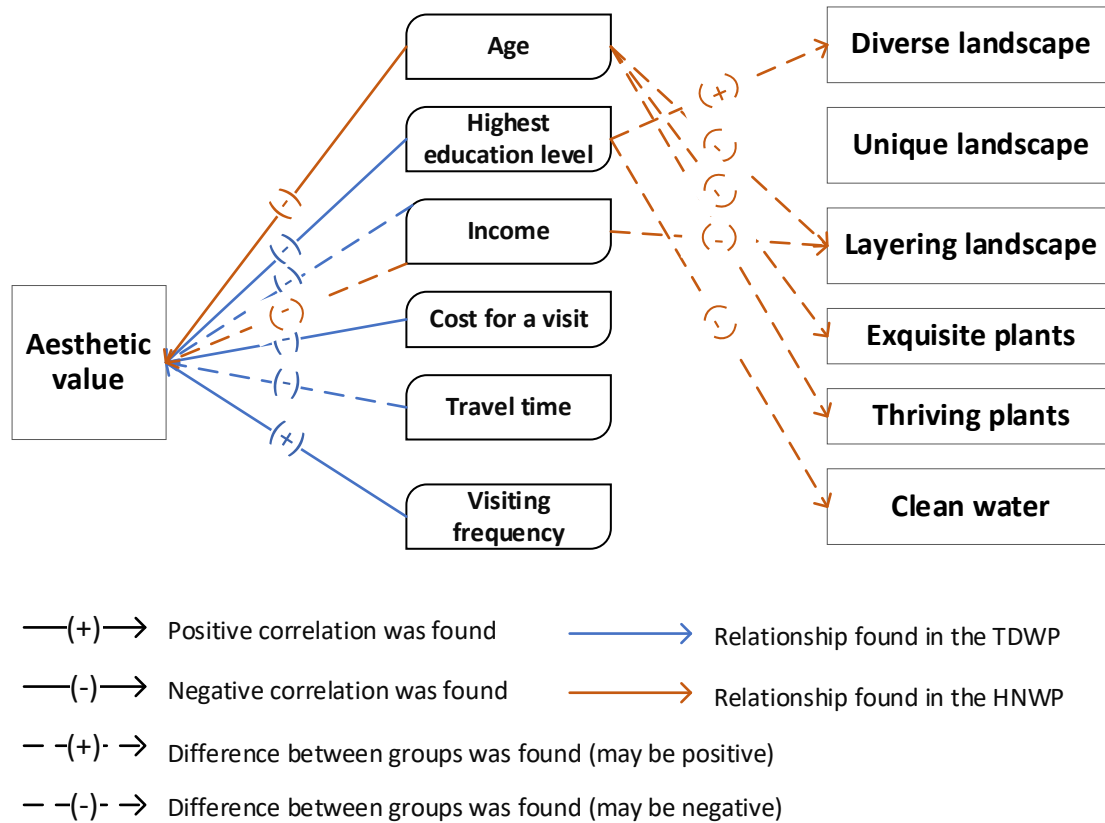 Age
Highest
education level
Income
Cost for a visit
Travel time
Visiting
frequency
Aesthetic
value
Diverse landscape
Unique landscape
Layering landscape
Exquisite plants
Thriving plants
Clean water
(-)
(-)
(-)
(-)
(-)
(-)
(+)
(+)
(-)
(-)
(-)
(-)
(+) Positive correlation was found
(-) Negative correlation was found
(+) Difference between groups was found (may be positive)
(-) Difference between groups was found (may be negative)
Relationship found in the TDWP
Relationship found in the HNWP